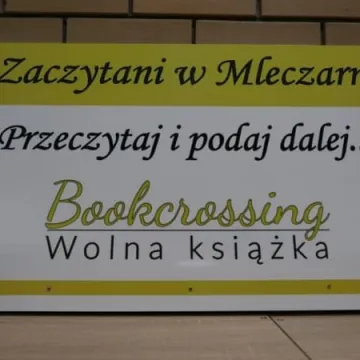 Zaczytani w Mleczarn
Przeczytaj i podaj dalej..
Bookcrossing
Wolna książka